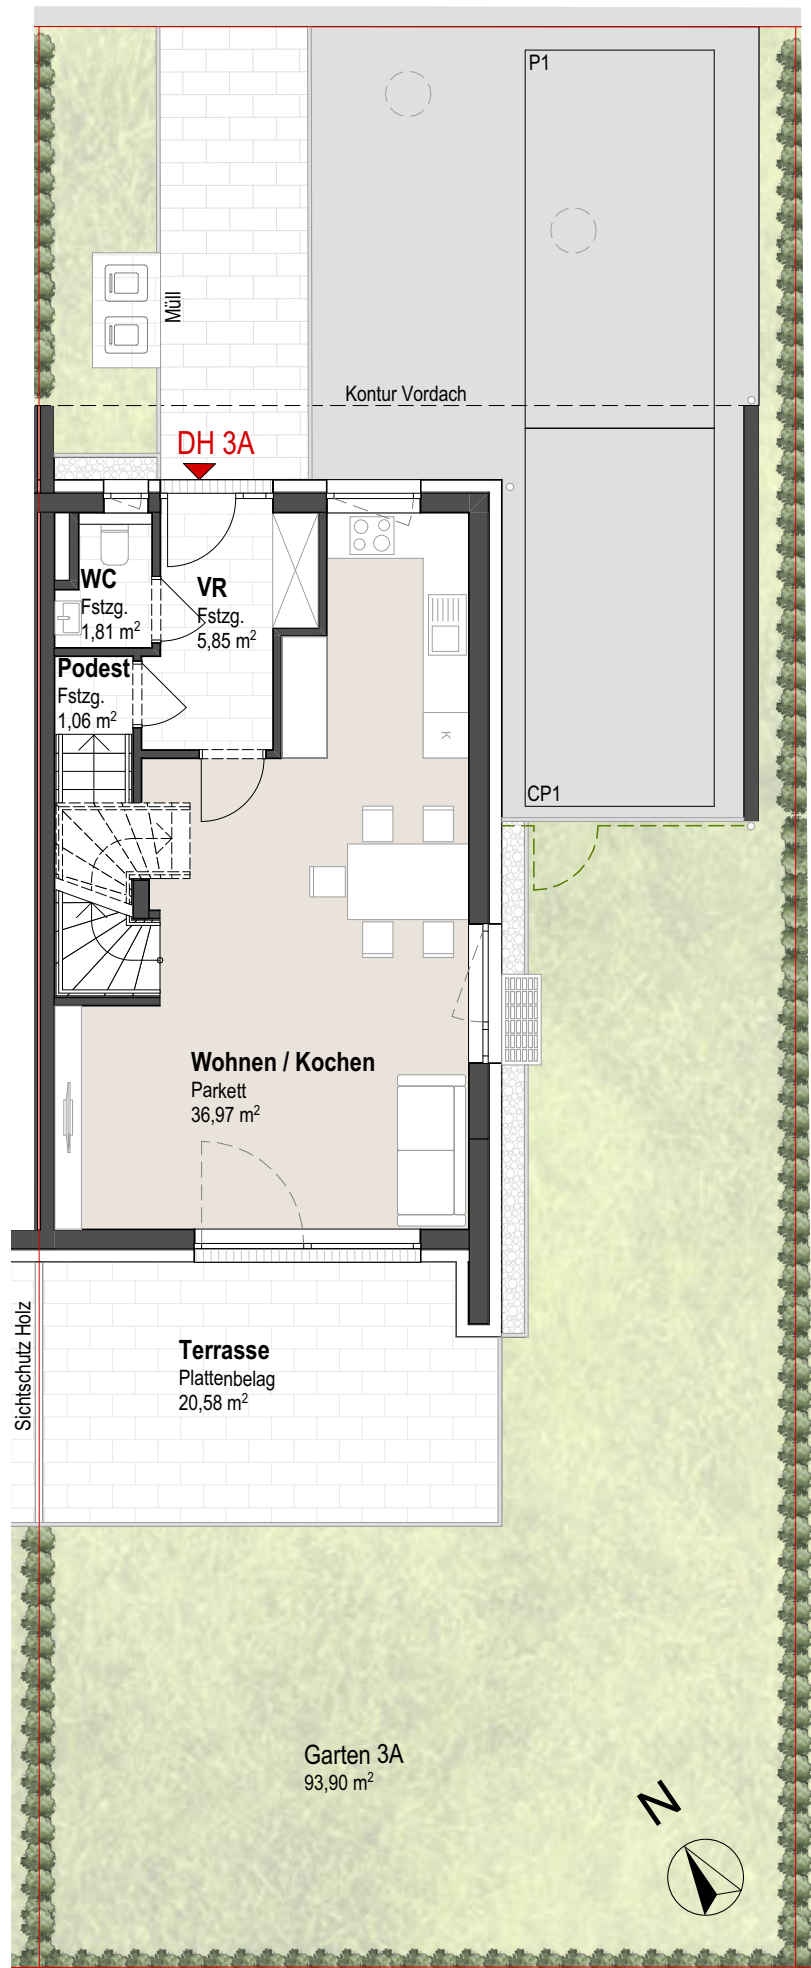 P1
Müll
Kontur Vordach
DH 3A
WC
Fstzg.
1,81 m²
VR
Fstzg.
5,85 m²
Podest
Fstzg.
1,06 m²
K
CP1
Wohnen / Kochen
Parkett
36,97 m²
Sichtschutz Holz
Terrasse
Plattenbelag
20,58 m²
Garten 3A
93,90 m²
N